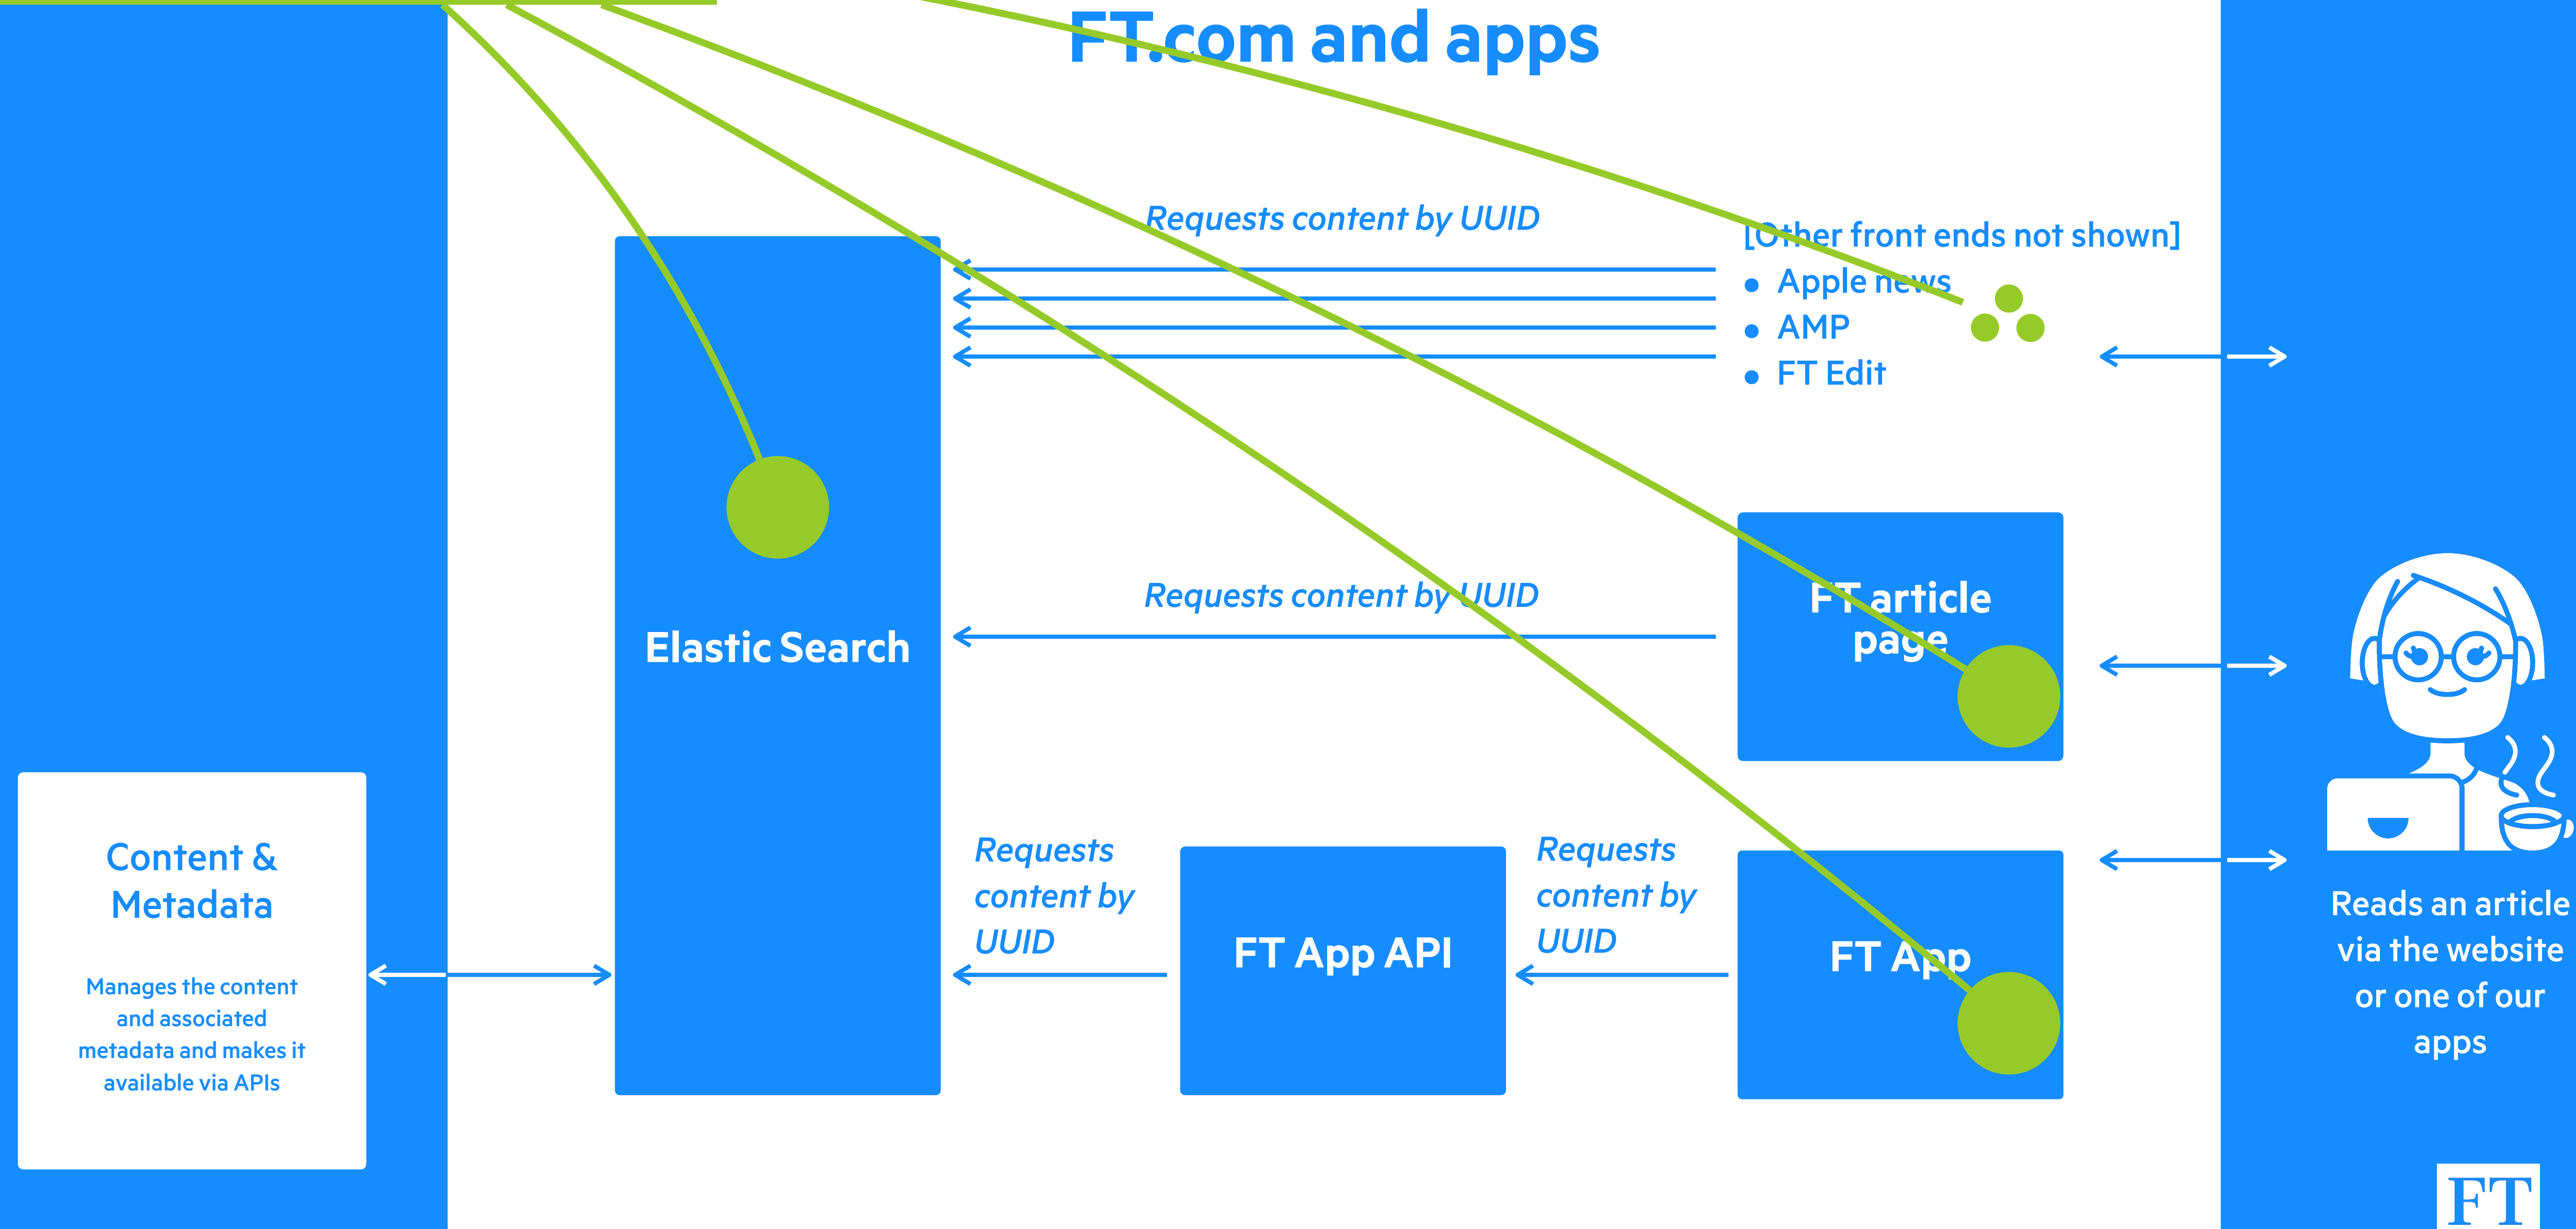 FT.com and apps
Requests content by UUID
[Other front ends not shown]
• Apple news
• AMP
• FT Edit
Elastic Search
Requests content by UUID
FT article
page
Content &
Metadata
Manages the content
and associated
metadata and makes it
available via APIs
Requests
content by
UUID
FT App API
Requests
content by
UUID
FT App
Reads an article
via the website
or one of our
apps
FT